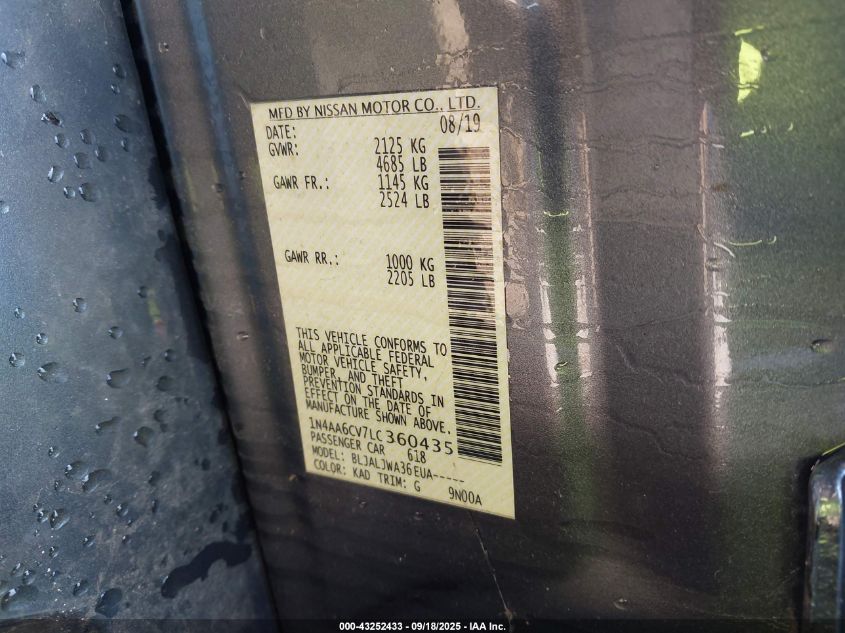 MFD BY NISSAN MOTOR CO., LTD.
DATE: 08/19
GVWR: 2125 KG
4685 LB
GAWR FR.: 1145 KG
2524 LB
GAWR RR.: 1000 KG
2205 LB
THIS VEHICLE CONFORMS TO
ALL APPLICABLE FEDERAL
MOTOR VEHICLE SAFETY,
BUMPER, AND THEFT
PREVENTION STANDARDS IN
EFFECT ON THE DATE OF
MANUFACTURE SHOWN ABOVE.
1N4AA6CV7LC360435
PASSENGER CAR 618
MODEL: BLJALJWA36EUA-----
COLOR: KAD TRIM: G 9N00A
000-43252433 - 09/18/2025 - IAA Inc.